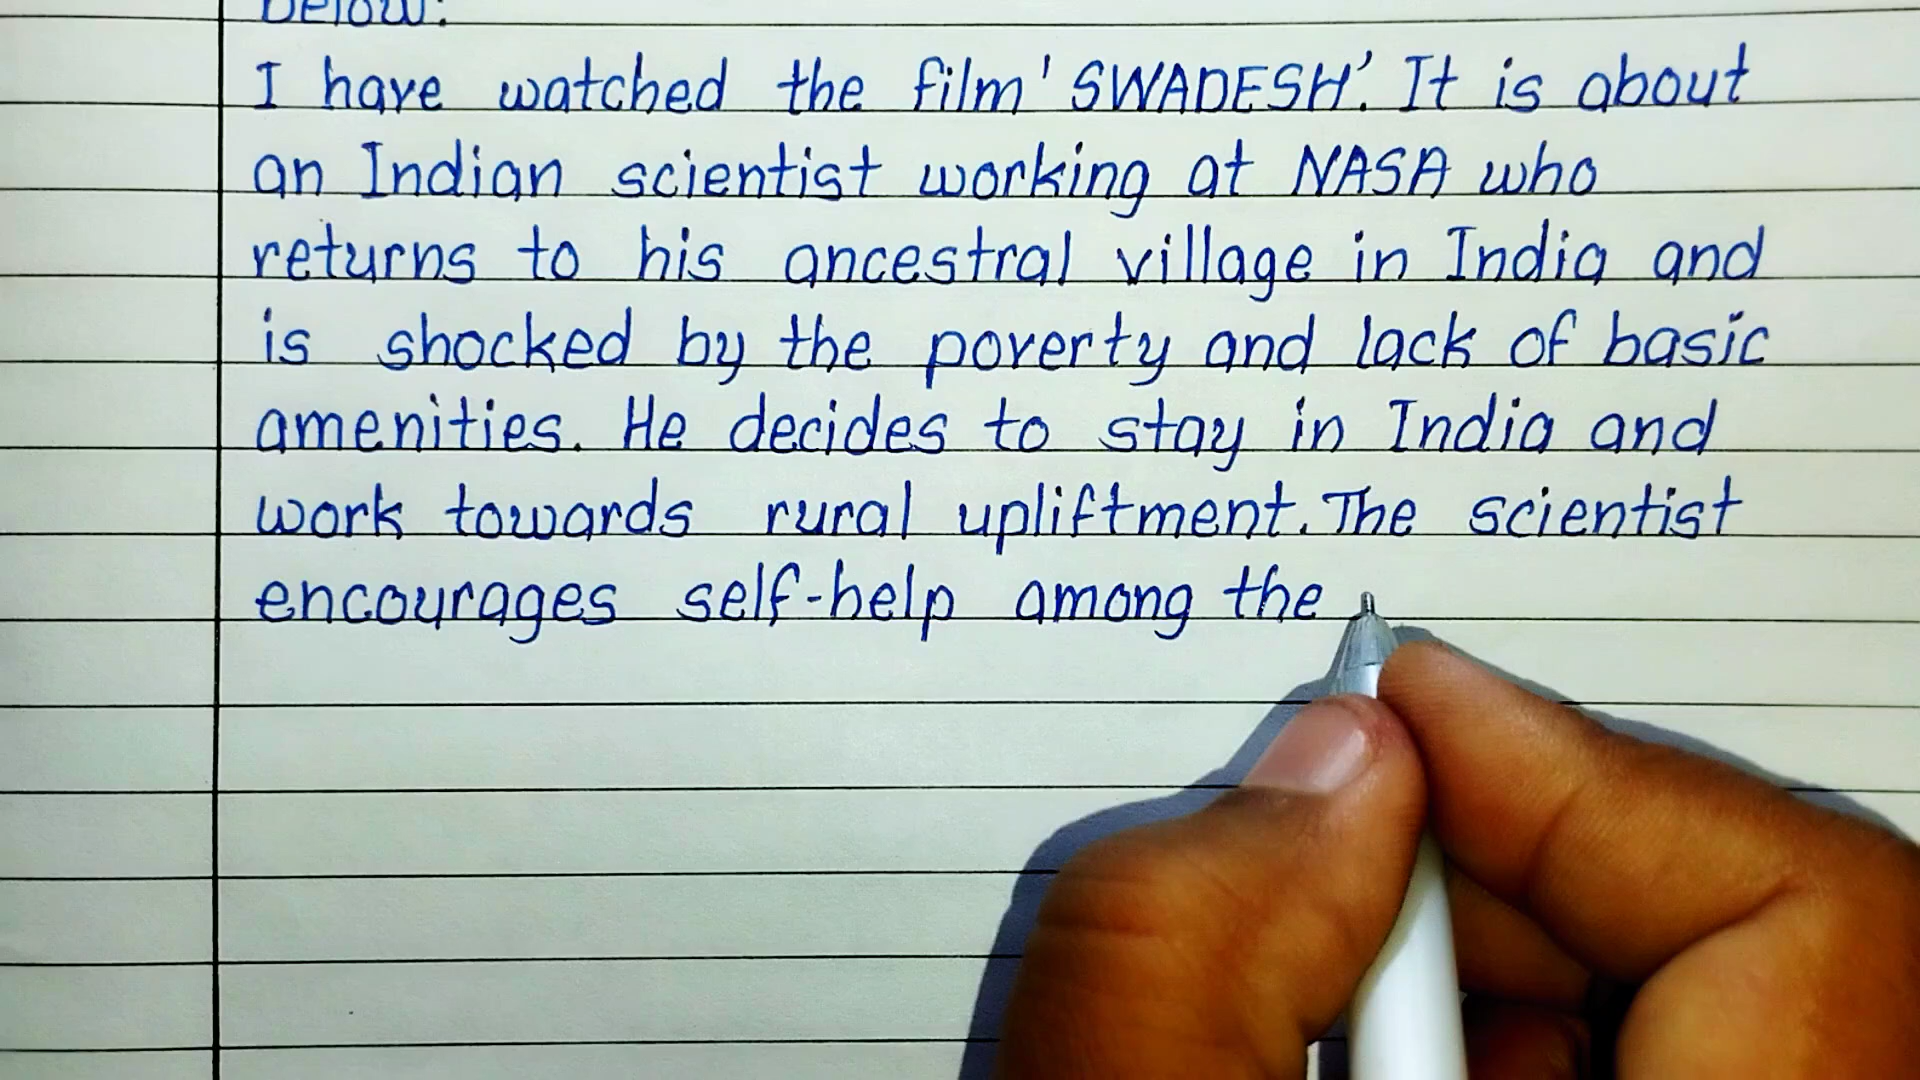 below:
I have watched the film 'SWADESH'. It is about
an Indian scientist working at NASA who
returns to his ancestral village in India and
is shocked by the poverty and lack of basic
amenities. He decides to stay in India and
work towards rural upliftment. The scientist
encourages self-help among the